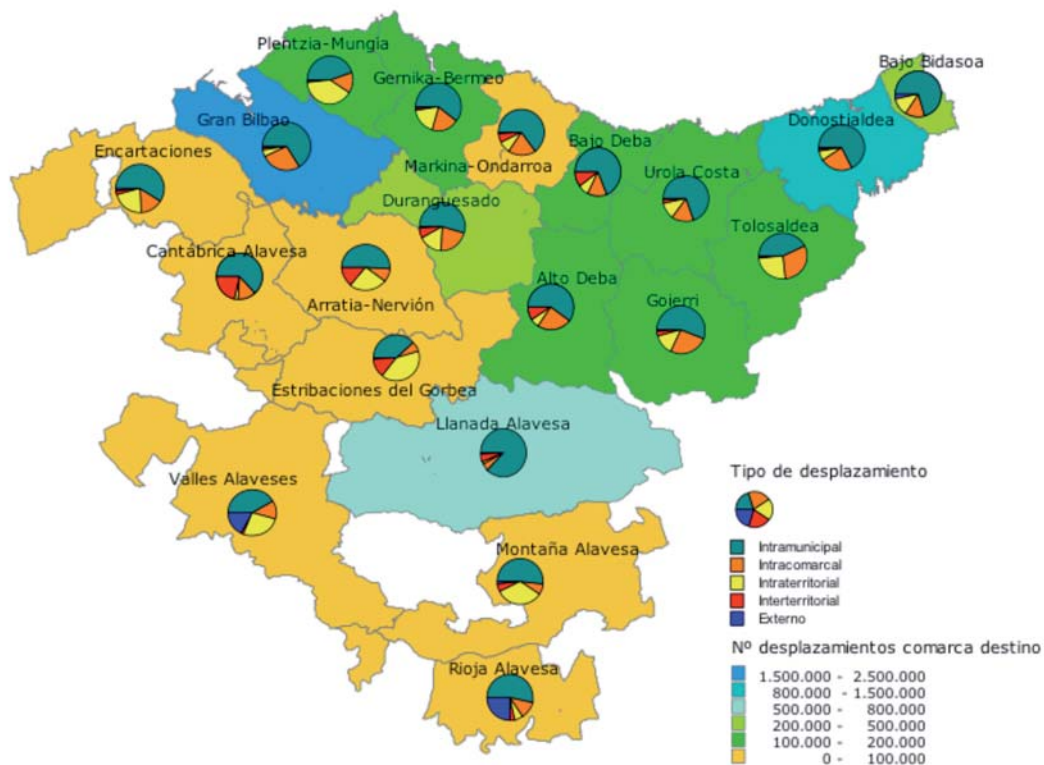 Plentzia-Mungia
Gernika-Bermeo
Bajo Bidasoa
Gran Bilbao
Donostialdea
Encartaciones
Markina-Ondarroa
Bajo Deba
Urola Costa
Duranguesado
Tolosaldea
Cantábrica Alavesa
Alto Deba
Goierri
Arratia-Nervión
Estribaciones del Gorbea
Llanada Alavesa
Valles Alaveses
Montaña Alavesa
Rioja Alavesa
Tipo de desplazamiento
Intramunicipal
Intracomarcal
Intraterritorial
Interterritorial
Externo
Nº desplazamientos comarca destino
1.500.000 - 2.500.000
800.000 - 1.500.000
500.000 - 800.000
200.000 - 500.000
100.000 - 200.000
0 - 100.000